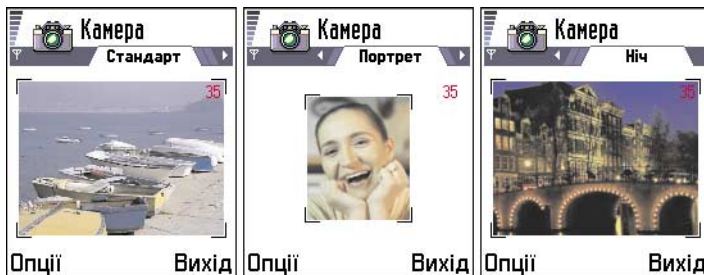 Камера
Стандарт
35
Опції Вихід
Камера
Портрет
35
Опції Вихід
Камера
Ніч
35
Опції Вихід